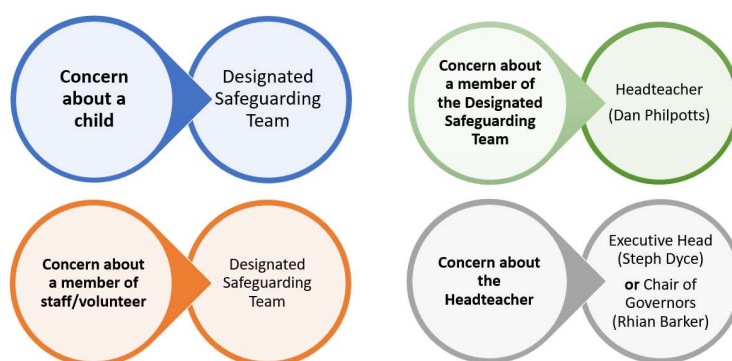 Concern
about a
child
Designated
Safeguarding
Team
Concern about
a member of
the Designated
Safeguarding
Team
Headteacher
(Dan Philpotts)
Concern about
a member of
staff/volunteer
Designated
Safeguarding
Team
Concern about
the
Headteacher
Executive Head
(Steph Dyce)
or Chair of
Governors
(Rhian Barker)